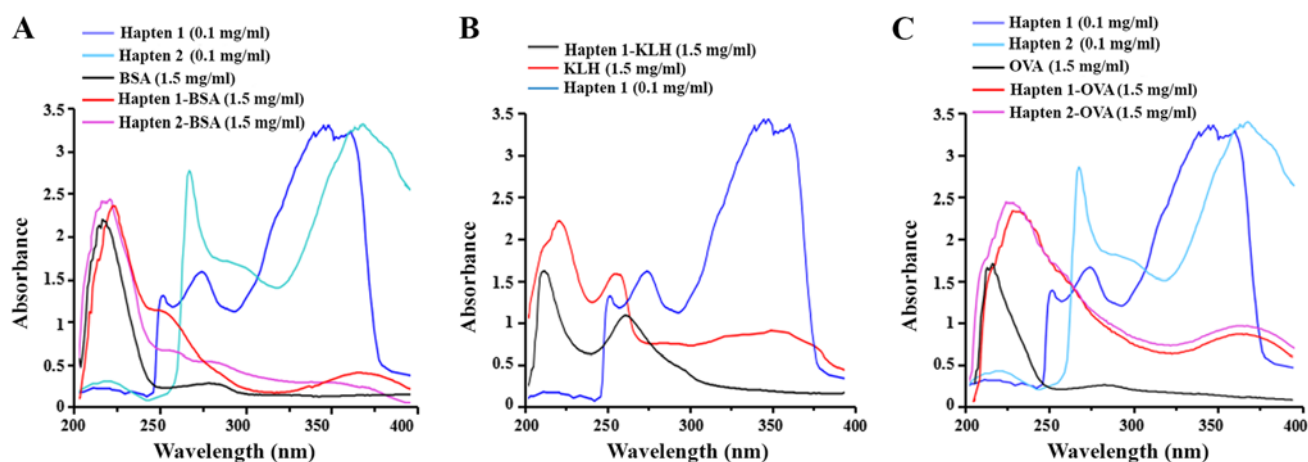 A
Hapten 1 (0.1 mg/ml)
Hapten 2 (0.1 mg/ml)
BSA (1.5 mg/ml)
Hapten 1-BSA (1.5 mg/ml)
Hapten 2-BSA (1.5 mg/ml)
Absorbance
3.5
3
2.5
2
1.5
1
0.5
0
200
250
300
350
400
Wavelength (nm)
B
Hapten 1-KLH (1.5 mg/ml)
KLH (1.5 mg/ml)
Hapten 1 (0.1 mg/ml)
Absorbance
3.5
3
2.5
2
1.5
1
0.5
0
200
250
300
350
400
Wavelength (nm)
C
Hapten 1 (0.1 mg/ml)
Hapten 2 (0.1 mg/ml)
OVA (1.5 mg/ml)
Hapten 1-OVA (1.5 mg/ml)
Hapten 2-OVA (1.5 mg/ml)
Absorbance
3.5
3
2.5
2
1.5
1
0.5
0
200
250
300
350
400
Wavelength (nm)